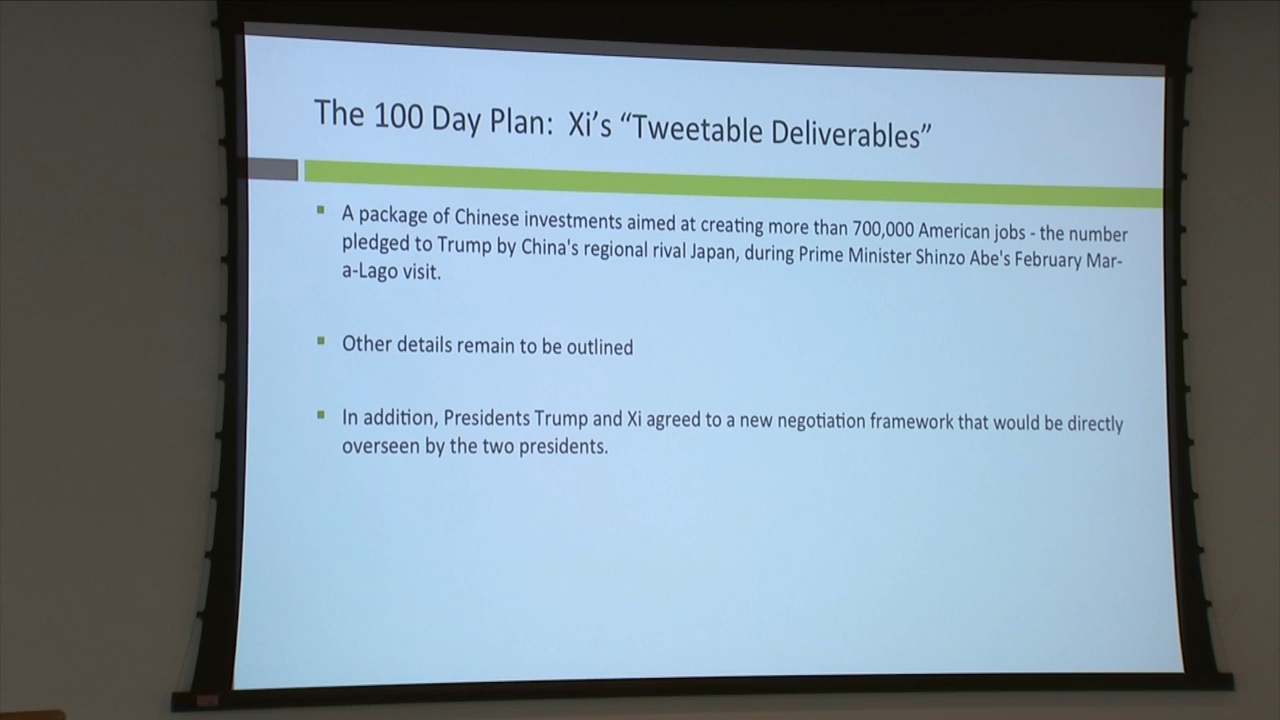 The 100 Day Plan:  Xi's “Tweetable Deliverables”
A package of Chinese investments aimed at creating more than 700,000 American jobs - the number
pledged to Trump by China's regional rival Japan, during Prime Minister Shinzo Abe's February Mar-
a-Lago visit.
Other details remain to be outlined
In addition, Presidents Trump and Xi agreed to a new negotiation framework that would be directly
overseen by the two presidents.